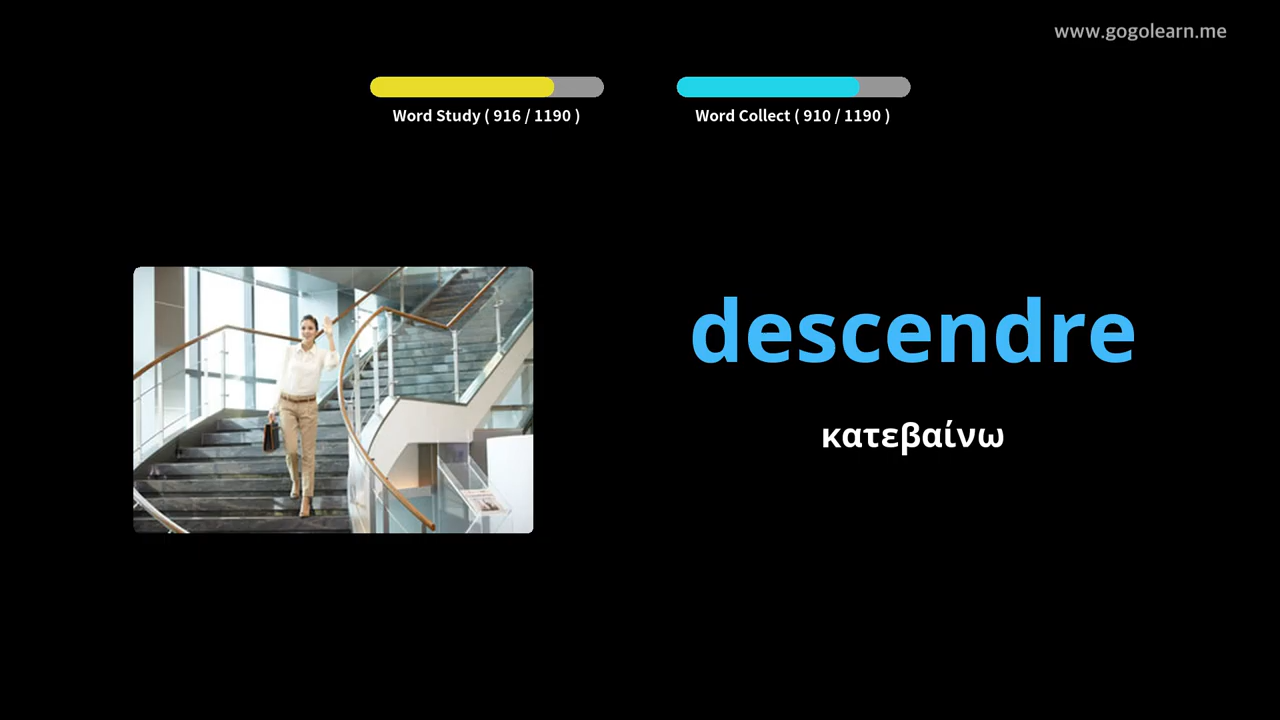 www.gogolearn.me
Word Study ( 916 / 1190 )
Word Collect ( 910 / 1190 )
descendre
κατεβαίνω